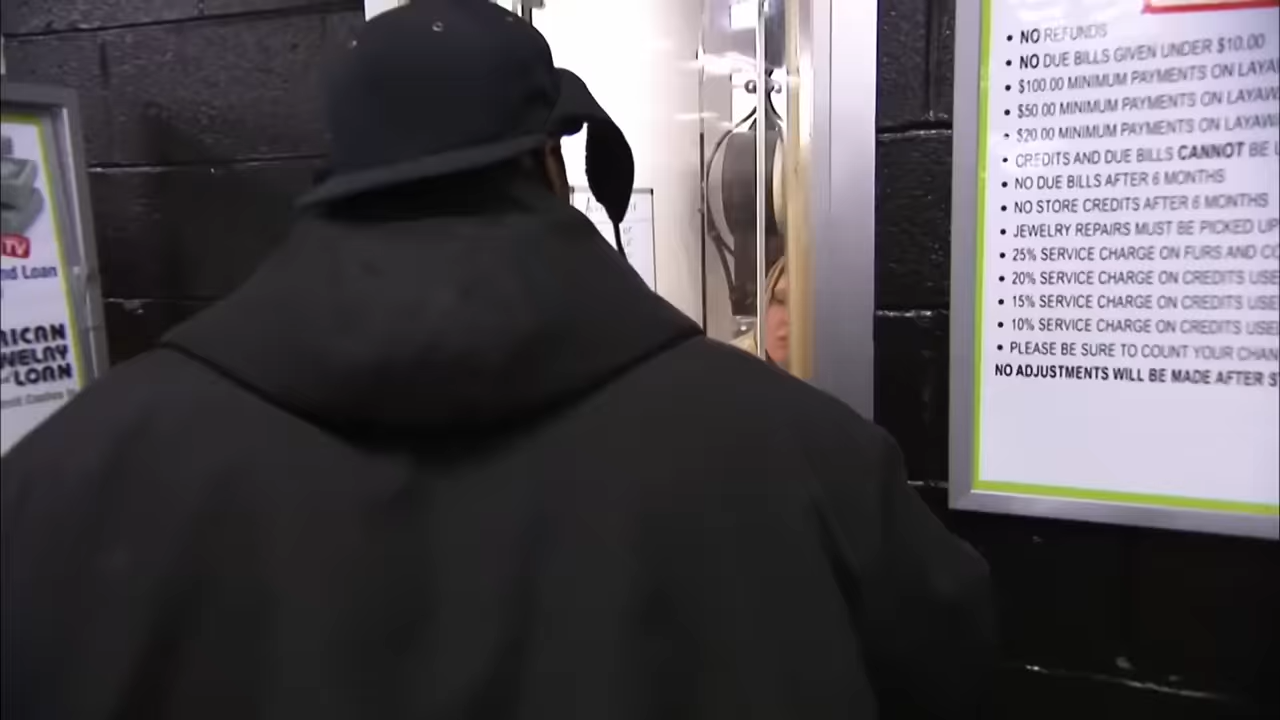 TV
nd Loan
RICAN
WELRY
LOAN
• NO REFUNDS
• NO DUE BILLS GIVEN UNDER $10.00
• $100.00 MINIMUM PAYMENTS ON LAYA
• $50.00 MINIMUM PAYMENTS ON LAYAW
• $20.00 MINIMUM PAYMENTS ON LAYAW
• CREDITS AND DUE BILLS CANNOT BE U
• NO DUE BILLS AFTER 6 MONTHS
• NO STORE CREDITS AFTER 6 MONTHS
• JEWELRY REPAIRS MUST BE PICKED UP
• 25% SERVICE CHARGE ON FURS AND CO
• 20% SERVICE CHARGE ON CREDITS USE
• 15% SERVICE CHARGE ON CREDITS USE
• 10% SERVICE CHARGE ON CREDITS USE
• PLEASE BE SURE TO COUNT YOUR CHAN
NO ADJUSTMENTS WILL BE MADE AFTER